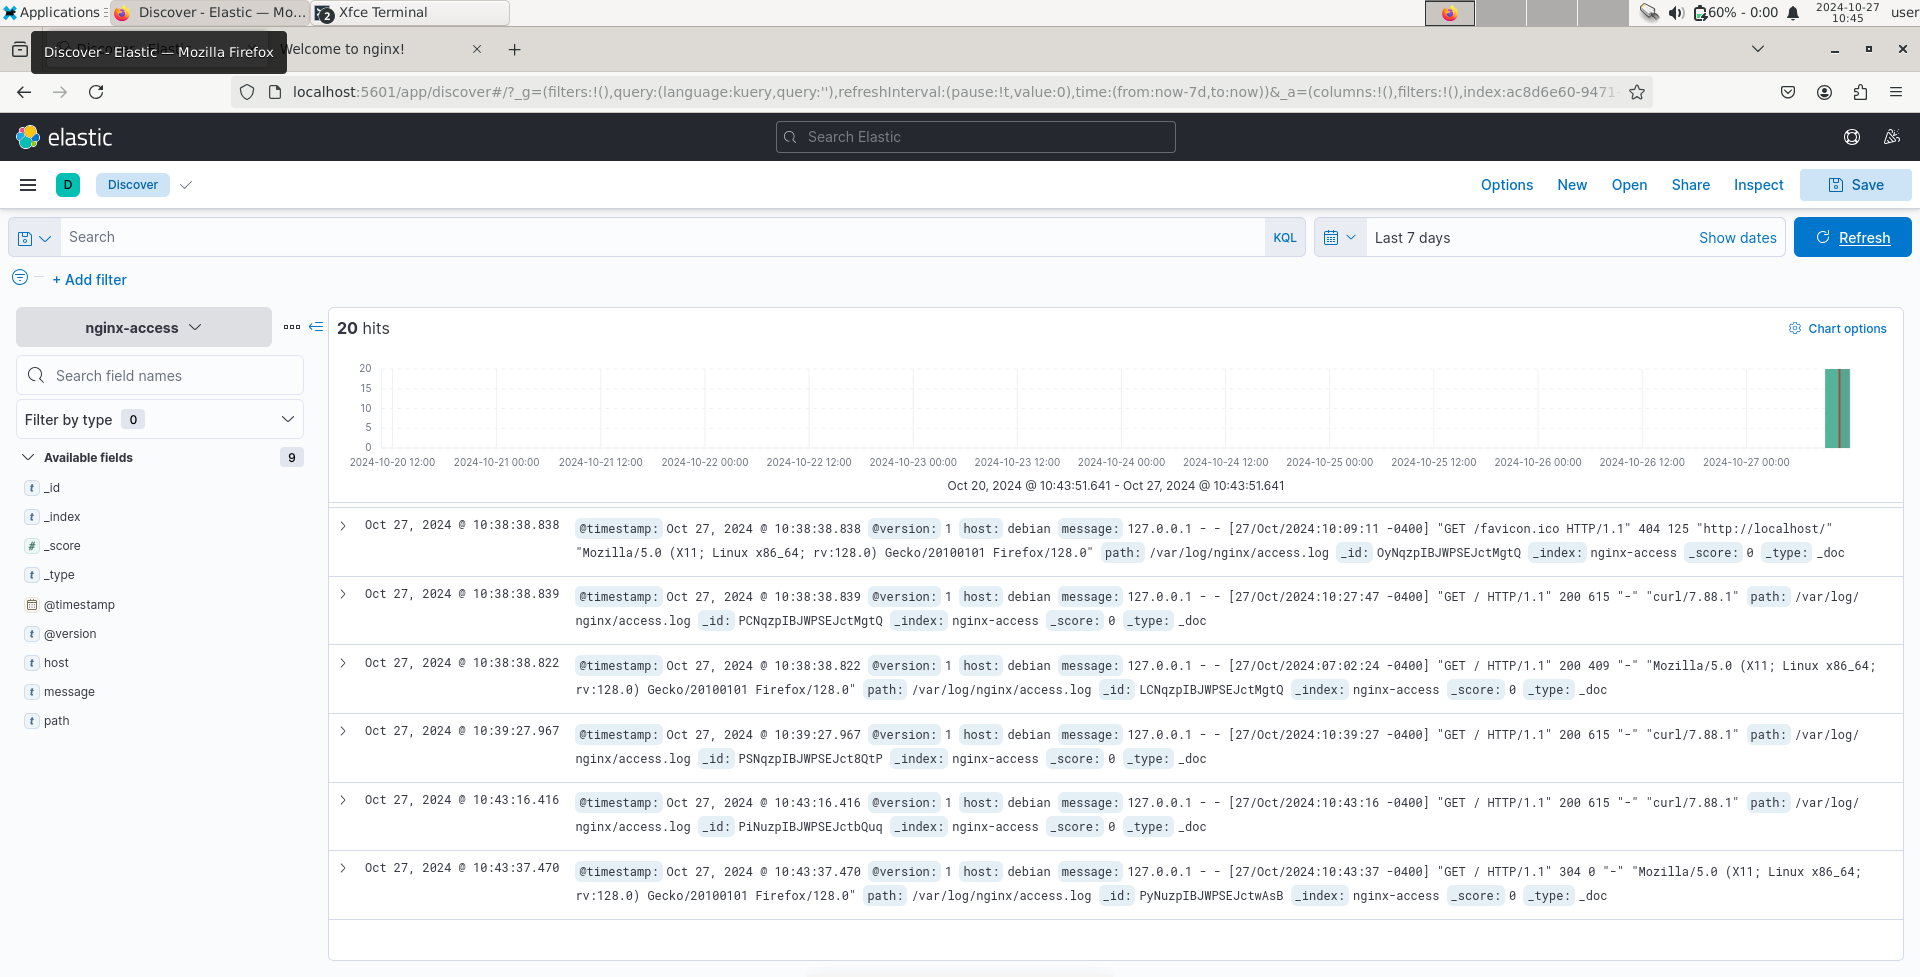 Applications
Discover - Elastic — Mo...
2
Xfce Terminal
60% - 0:00
2024-10-27
10:45
user
Discover - Elastic — Mozilla Firefox
Welcome to nginx!
localhost:5601/app/discover#/?_g=(filters:!(),query:(language:kuery,query:''),refreshInterval:(pause:!t,value:0),time:(from:now-7d,to:now))&_a=(columns:!(),filters:!(),index:ac8d6e60-9471-
elastic
Search Elastic
D
Discover
Options
New
Open
Share
Inspect
Save
Search
KQL
Last 7 days
Show dates
Refresh
+ Add filter
nginx-access
Search field names
Filter by type 0
Available fields 9
t _id
t _index
# _score
t _type
@timestamp
t @version
t host
t message
t path
20 hits
Chart options
20
15
10
5
0
2024-10-20 12:00 2024-10-21 00:00 2024-10-21 12:00 2024-10-22 00:00 2024-10-22 12:00 2024-10-23 00:00 2024-10-23 12:00 2024-10-24 00:00 2024-10-24 12:00 2024-10-25 00:00 2024-10-25 12:00 2024-10-26 00:00 2024-10-26 12:00 2024-10-27 00:00
Oct 20, 2024 @ 10:43:51.641 - Oct 27, 2024 @ 10:43:51.641
Oct 27, 2024 @ 10:38:38.838 @timestamp: Oct 27, 2024 @ 10:38:38.838 @version: 1 host: debian message: 127.0.0.1 - - [27/Oct/2024:10:09:11 -0400] "GET /favicon.ico HTTP/1.1" 404 125 "http://localhost/"
"Mozilla/5.0 (X11; Linux x86_64; rv:128.0) Gecko/20100101 Firefox/128.0" path: /var/log/nginx/access.log _id: OyNqzpIBJWPSEJctMgtQ _index: nginx-access _score: 0 _type: _doc
Oct 27, 2024 @ 10:38:38.839 @timestamp: Oct 27, 2024 @ 10:38:38.839 @version: 1 host: debian message: 127.0.0.1 - - [27/Oct/2024:10:27:47 -0400] "GET / HTTP/1.1" 200 615 "-" "curl/7.88.1" path: /var/log/
nginx/access.log _id: PCNqzpIBJWPSEJctMgtQ _index: nginx-access _score: 0 _type: _doc
Oct 27, 2024 @ 10:38:38.822 @timestamp: Oct 27, 2024 @ 10:38:38.822 @version: 1 host: debian message: 127.0.0.1 - - [27/Oct/2024:07:02:24 -0400] "GET / HTTP/1.1" 200 409 "-" "Mozilla/5.0 (X11; Linux x86_64;
rv:128.0) Gecko/20100101 Firefox/128.0" path: /var/log/nginx/access.log _id: LCNqzpIBJWPSEJctMgtQ _index: nginx-access _score: 0 _type: _doc
Oct 27, 2024 @ 10:39:27.967 @timestamp: Oct 27, 2024 @ 10:39:27.967 @version: 1 host: debian message: 127.0.0.1 - - [27/Oct/2024:10:39:27 -0400] "GET / HTTP/1.1" 200 615 "-" "curl/7.88.1" path: /var/log/
nginx/access.log _id: PSNqzpIBJWPSEJct8QtP _index: nginx-access _score: 0 _type: _doc
Oct 27, 2024 @ 10:43:16.416 @timestamp: Oct 27, 2024 @ 10:43:16.416 @version: 1 host: debian message: 127.0.0.1 - - [27/Oct/2024:10:43:16 -0400] "GET / HTTP/1.1" 200 615 "-" "curl/7.88.1" path: /var/log/
nginx/access.log _id: PiNuzpIBJWPSEJctbQuq _index: nginx-access _score: 0 _type: _doc
Oct 27, 2024 @ 10:43:37.470 @timestamp: Oct 27, 2024 @ 10:43:37.470 @version: 1 host: debian message: 127.0.0.1 - - [27/Oct/2024:10:43:37 -0400] "GET / HTTP/1.1" 304 0 "-" "Mozilla/5.0 (X11; Linux x86_64;
rv:128.0) Gecko/20100101 Firefox/128.0" path: /var/log/nginx/access.log _id: PyNuzpIBJWPSEJctwAsB _index: nginx-access _score: 0 _type: _doc